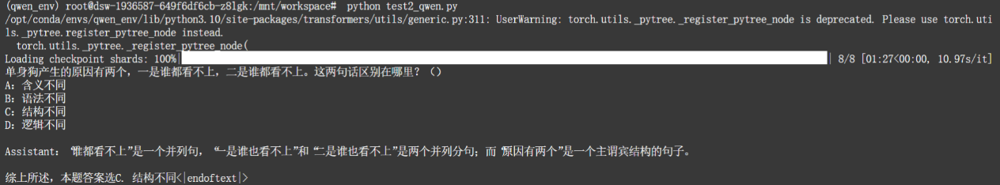 (qwen_env) root@dsw-1936587-649f6df6cb-z8lgk:/mnt/workspace#  python test2_qwen.py
/opt/conda/envs/qwen_env/lib/python3.10/site-packages/transformers/utils/generic.py:311: UserWarning: torch.utils._pytree._register_pytree_node is deprecated. Please use torch.uti
ls._pytree.register_pytree_node instead.
  torch.utils._pytree._register_pytree_node(
Loading checkpoint shards: 100%| | 8/8 [01:27<00:00, 10.97s/it]
单身狗产生的原因有两个，一是谁都看不上，二是谁都看不上。这两句话区别在哪里？（）
A：含义不同
B：语法不同
C：结构不同
D：逻辑不同
Assistant：“谁都看不上”是一个并列句，“一是谁也看不上”和“二是谁也看不上”是两个并列分句；而“原因有两个”是一个主谓宾结构的句子。
综上所述，本题答案选C. 结构不同<|endoftext|>